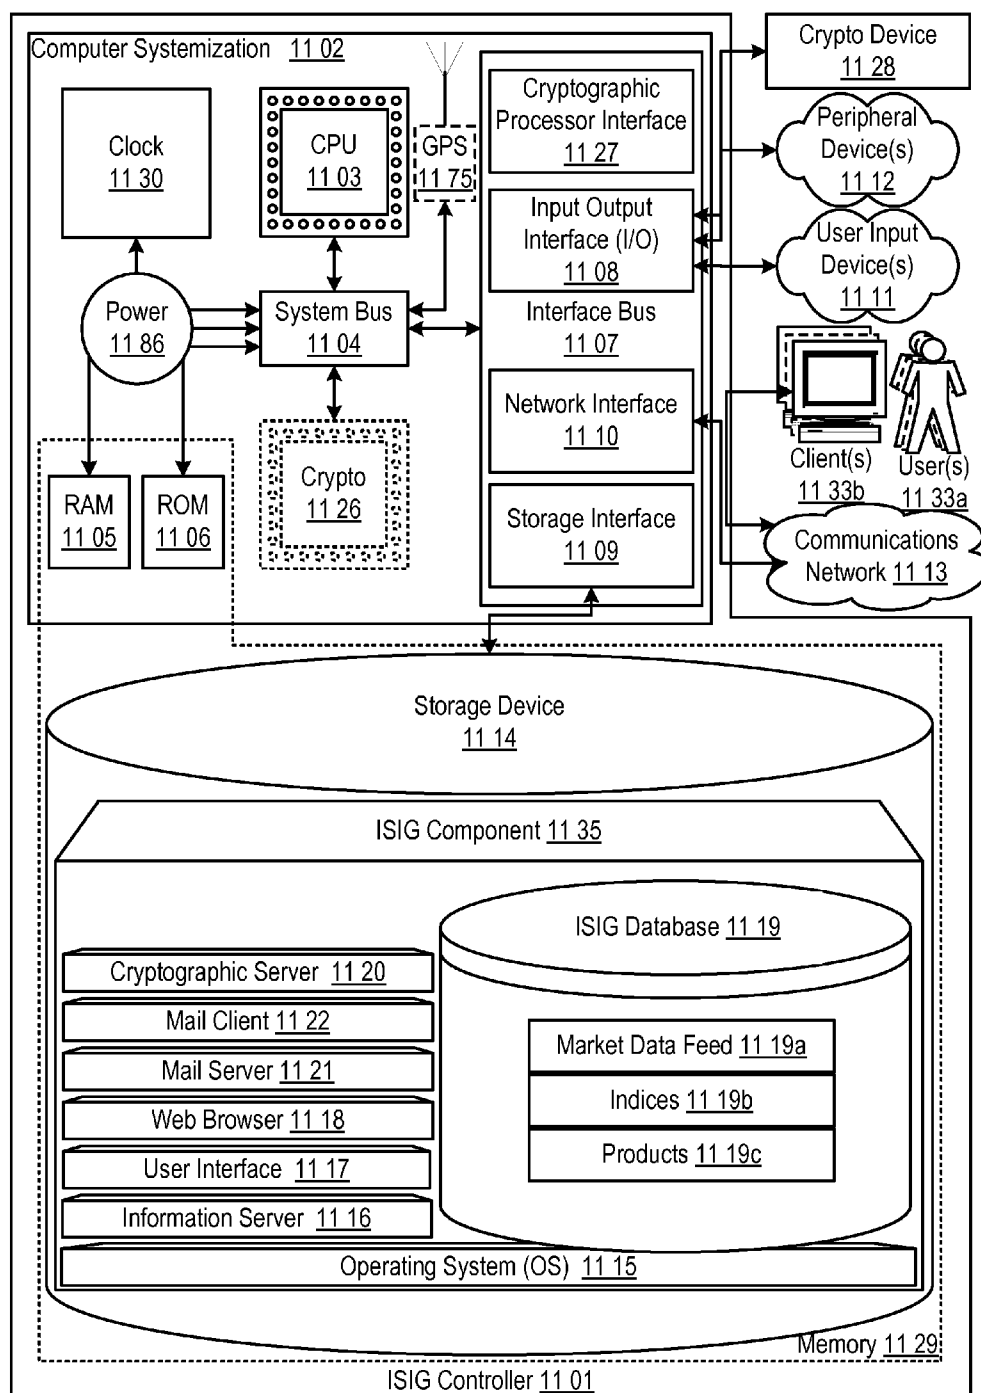 Computer Systemization 11 02
Clock
11 30
CPU
11 03
GPS
11 75
Cryptographic
Processor Interface
11 27
Crypto Device
11 28
Peripheral
Device(s)
11 12
Input Output
Interface (I/O)
11 08
User Input
Device(s)
11 11
Power
11 86
System Bus
11 04
Interface Bus
11 07
Network Interface
11 10
Client(s)
11 33b
User(s)
11 33a
RAM
11 05
ROM
11 06
Crypto
11 26
Storage Interface
11 09
Communications
Network 11 13
Storage Device
11 14
ISIG Component 11 35
ISIG Database 11 19
Cryptographic Server 11 20
Mail Client 11 22
Mail Server 11 21
Web Browser 11 18
User Interface 11 17
Information Server 11 16
Market Data Feed 11 19a
Indices 11 19b
Products 11 19c
Operating System (OS) 11 15
Memory 11 29
ISIG Controller 11 01